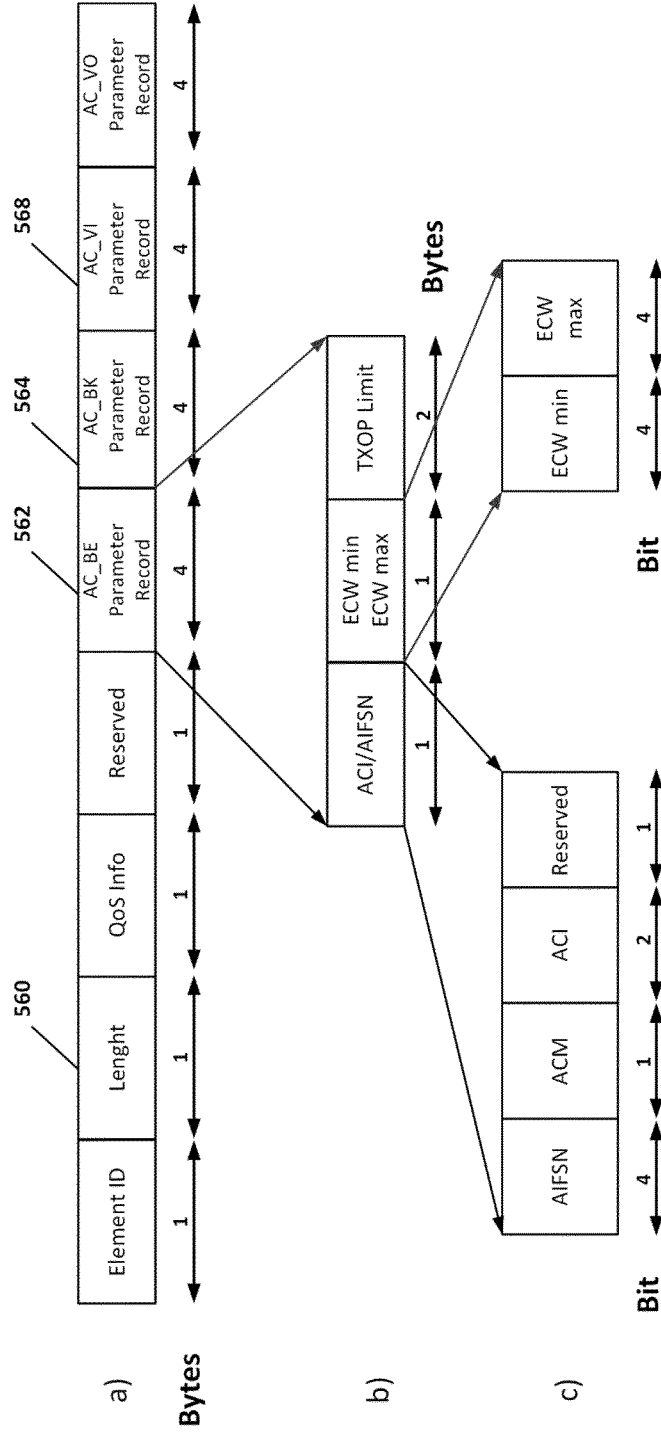 560
562
564
568
a)
Element ID
Lenght
QoS Info
Reserved
AC_BE
Parameter
Record
AC_BK
Parameter
Record
AC_VI
Parameter
Record
AC_VO
Parameter
Record
Bytes
1
1
1
1
4
4
4
4
b)
ACI/AIFSN
ECW min
ECW max
TXOP Limit
1
1
2
Bytes
c)
AIFSN
ACM
ACI
Reserved
ECW min
ECW
max
Bit
4
1
2
1
Bit
4
4